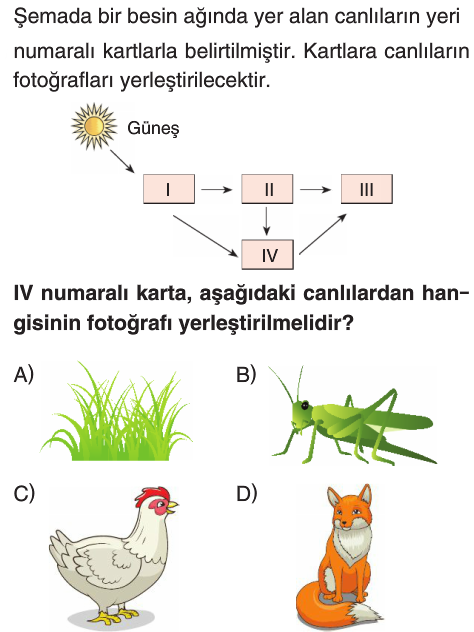 Şemada bir besin ağında yer alan canlıların yeri
numaralı kartlarla belirtilmiştir. Kartlara canlıların
fotoğrafları yerleştirilecektir.
Güneş
I
II
III
IV
IV numaralı karta, aşağıdaki canlılardan han-
gisinin fotoğrafı yerleştirilmelidir?
A)
B)
C)
D)